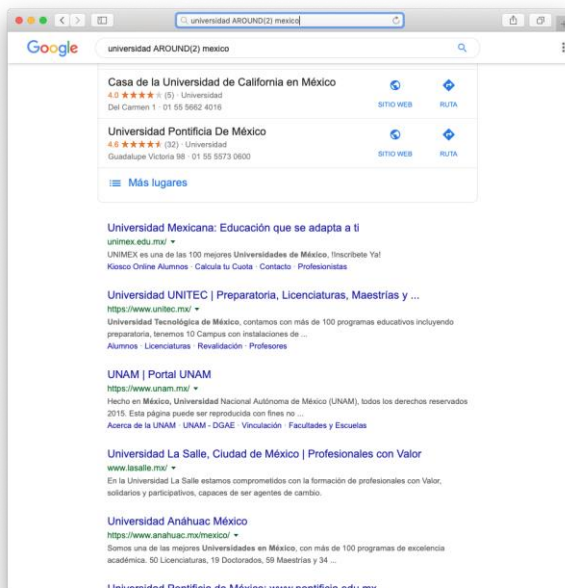 universidad AROUND(2) mexico
Google
universidad AROUND(2) mexico
Casa de la Universidad de California en México
4.0 ★★★★★ (5) · Universidad
Del Carmen 1 · 01 55 5662 4016
SITIO WEB
RUTA
Universidad Pontificia De México
4.6 ★★★★★ (32) · Universidad
Guadalupe Victoria 98 · 01 55 5573 0600
SITIO WEB
RUTA
Más lugares
Universidad Mexicana: Educación que se adapta a ti
unimex.edu.mx/
UNIMEX es una de las 100 mejores Universidades de México, !Inscribete Ya!
Kiosco Online Alumnos · Calcula tu Cuota · Contacto · Profesionistas
Universidad UNITEC | Preparatoria, Licenciaturas, Maestrías y ...
https://www.unitec.mx/
Universidad Tecnológica de México, contamos con más de 100 programas educativos incluyendo
preparatoria, tenemos 10 Campus con instalaciones de ...
Alumnos · Licenciaturas · Revalidación · Profesores
UNAM | Portal UNAM
https://www.unam.mx/
Hecho en México, Universidad Nacional Autónoma de México (UNAM), todos los derechos reservados
2015. Esta página puede ser reproducida con fines no ...
Acerca de la UNAM · UNAM - DGAE · Vinculación · Facultades y Escuelas
Universidad La Salle, Ciudad de México | Profesionales con Valor
www.lasalle.mx/
En la Universidad La Salle estamos comprometidos con la formación de profesionales con Valor,
solidarios y participativos, capaces de ser agentes de cambio.
Universidad Anáhuac México
https://www.anahuac.mx/mexico/
Somos una de las mejores Universidades en México, con más de 100 programas de excelencia
académica. 50 Licenciaturas, 19 Doctorados, 59 Maestrías y 34 ...
Universidad Pontificia de México: www.pontificia.edu.mx